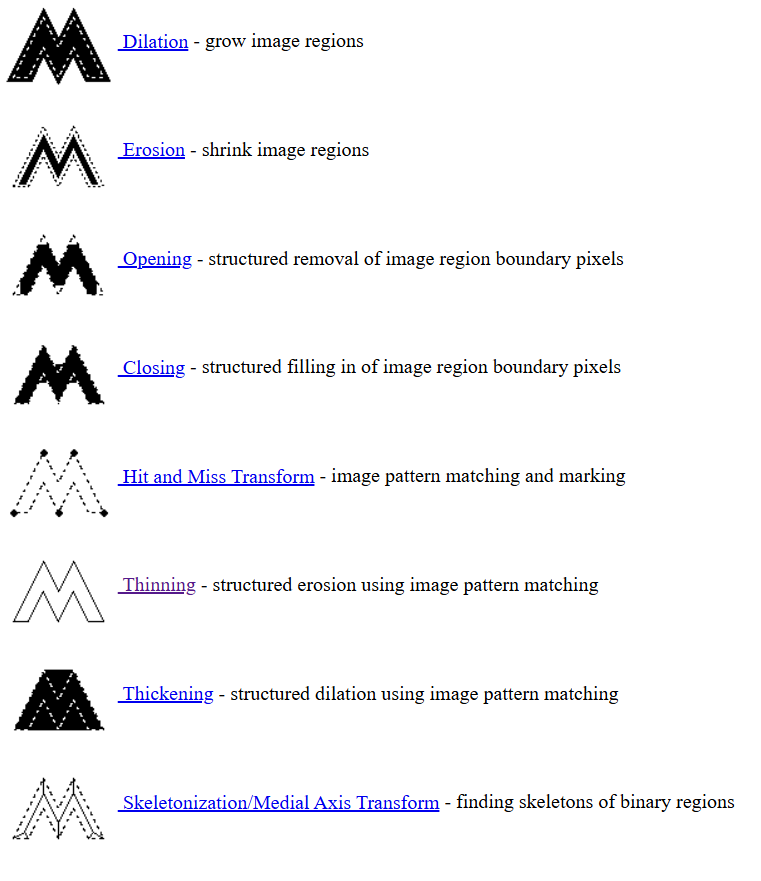 Dilation - grow image regions
Erosion - shrink image regions
Opening - structured removal of image region boundary pixels
Closing - structured filling in of image region boundary pixels
Hit and Miss Transform - image pattern matching and marking
Thinning - structured erosion using image pattern matching
Thickening - structured dilation using image pattern matching
Skeletonization/Medial Axis Transform - finding skeletons of binary regions